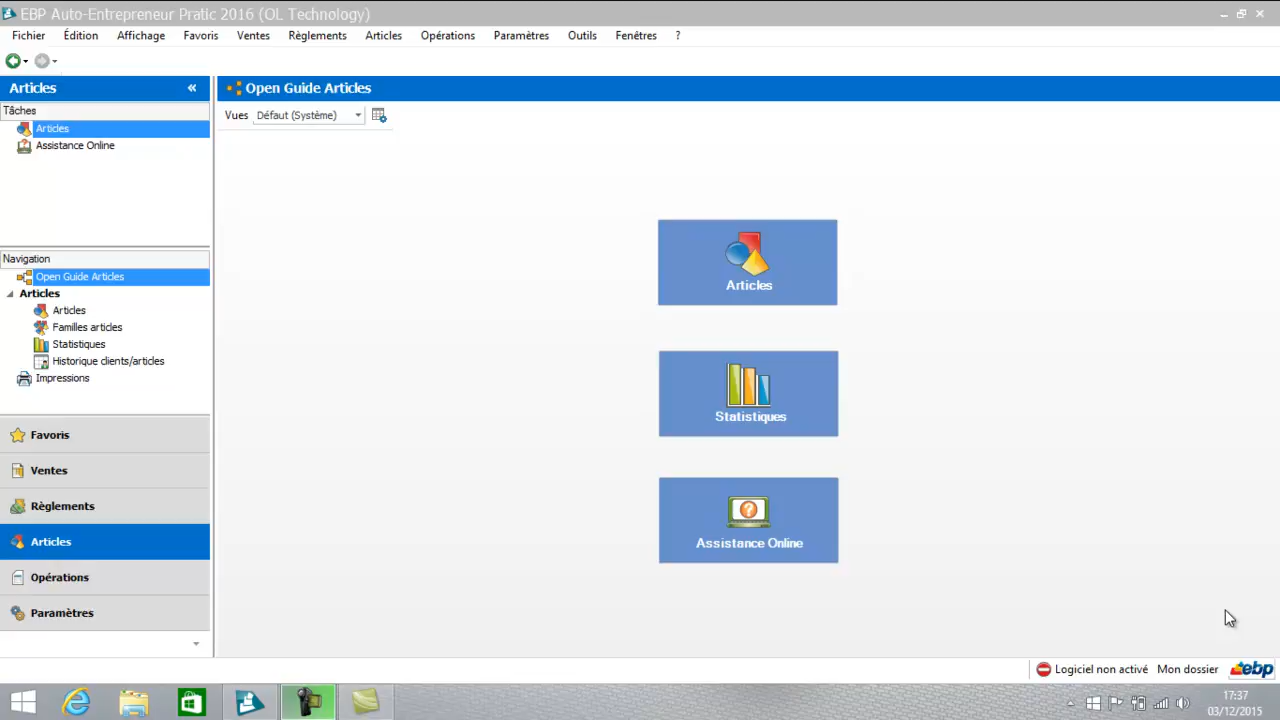 EBP Auto-Entrepreneur Pratic 2016 (OL Technology)
Fichier Édition Affichage Favoris Ventes Règlements Articles Opérations Paramètres Outils Fenêtres ?
Articles «
Open Guide Articles
Tâches
Vues Défaut (Système)
Articles
Assistance Online
Navigation
Open Guide Articles
Articles
Articles
Familles articles
Statistiques
Historique clients/articles
Impressions
Favoris
Ventes
Règlements
Articles
Opérations
Paramètres
Articles
Statistiques
Assistance Online
Logiciel non activé Mon dossier ebp
17:37
03/12/2015